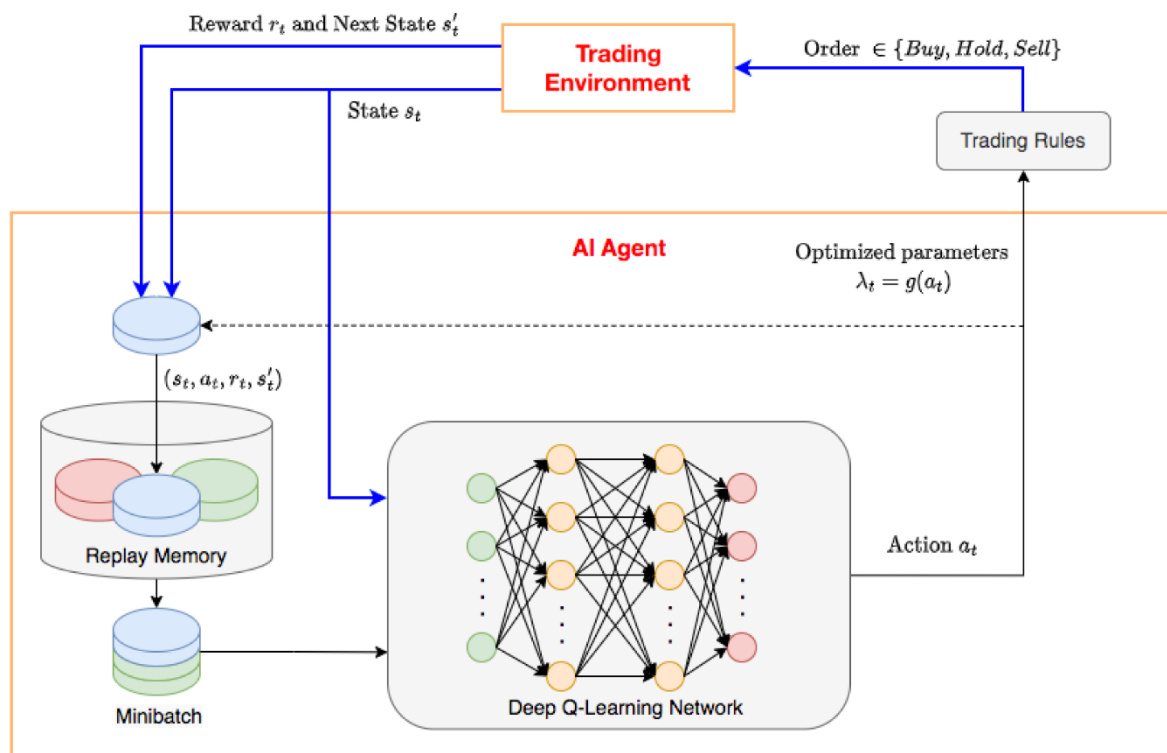 Reward r_t and Next State s'_t
Trading
Environment
Order ∈ {Buy, Hold, Sell}
State s_t
Trading Rules
AI Agent
Optimized parameters
λ_t = g(a_t)
(s_t, a_t, r_t, s'_t)
Replay Memory
Action a_t
Minibatch
Deep Q-Learning Network